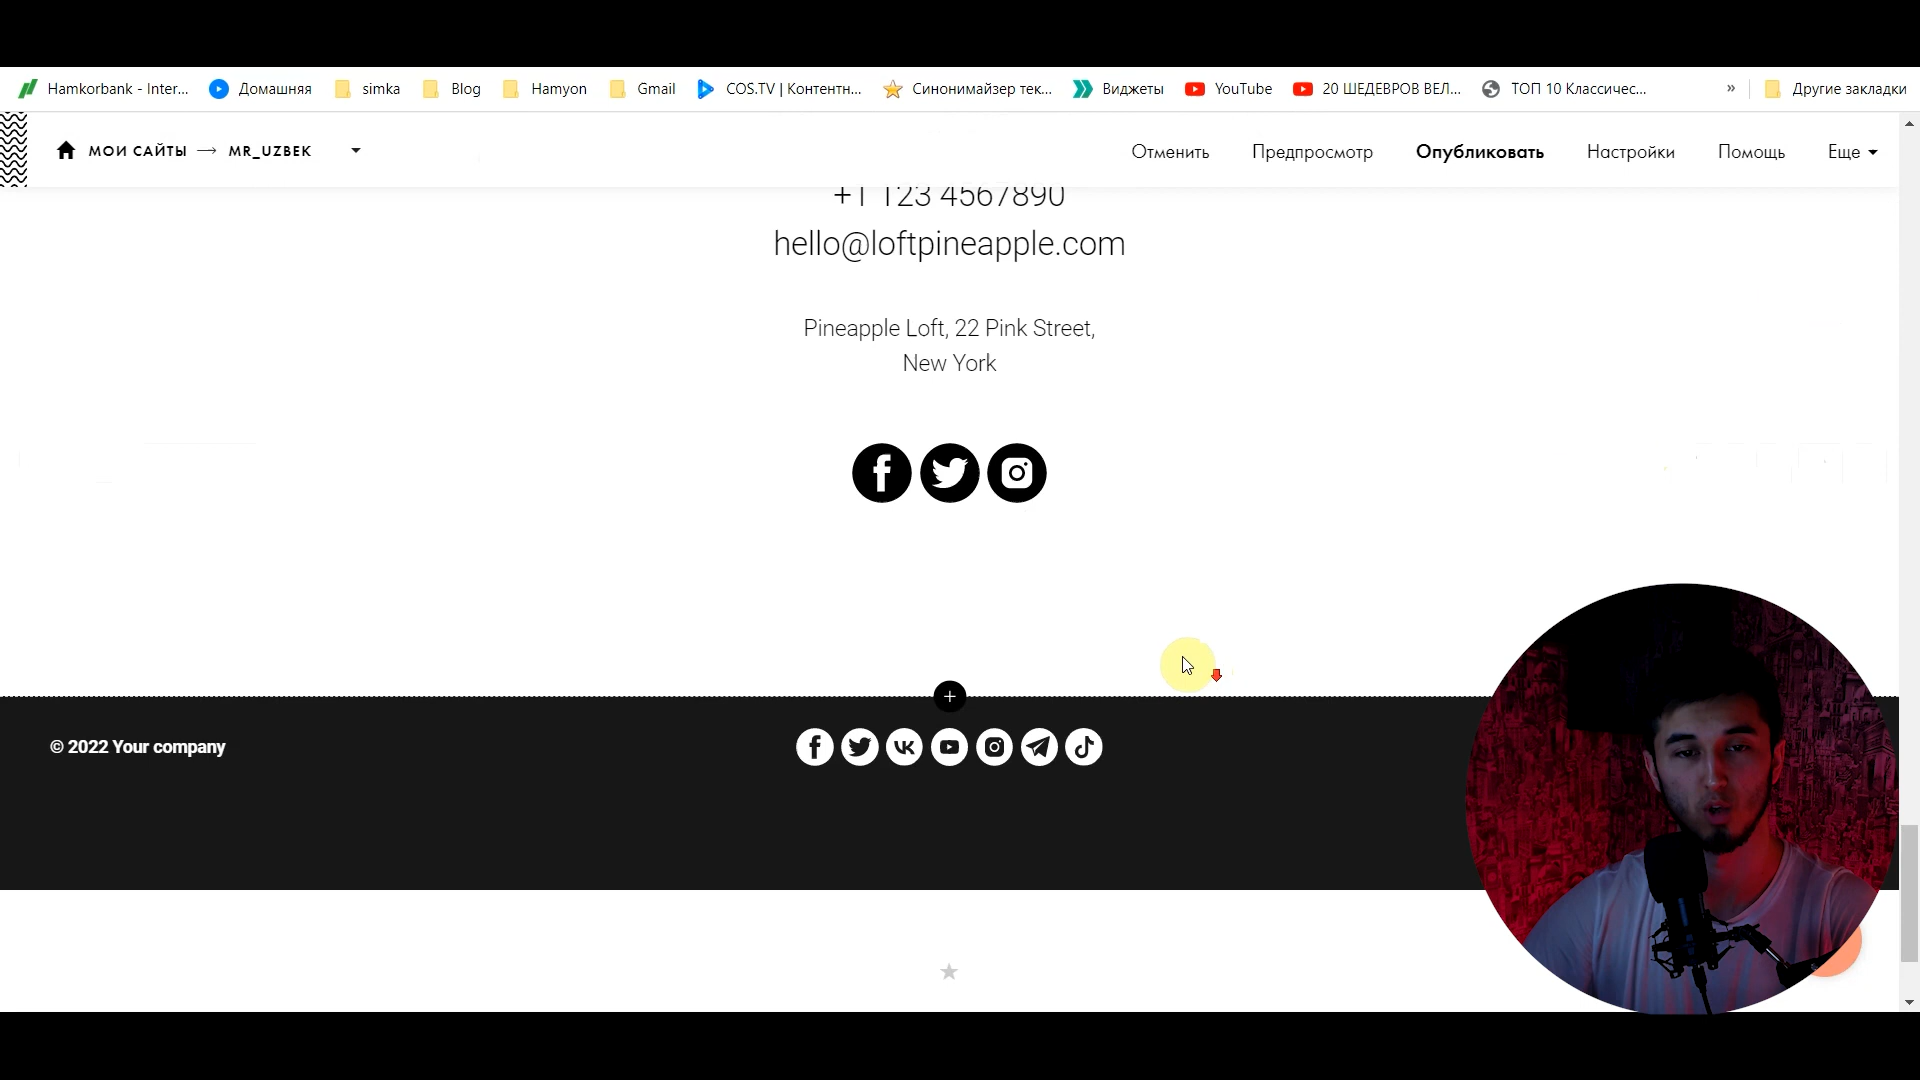 Hamkorbank - Inter... Домашняя simka Blog Hamyon Gmail COS.TV | Контентн... Синонимайзер тек... Виджеты YouTube 20 ШЕДЕВРОВ ВЕЛ... ТОП 10 Классичес... » Другие закладки
МОИ САЙТЫ → MR_UZBEK Отменить Предпросмотр Опубликовать Настройки Помощь Еще
+1 123 4567890
hello@loftpineapple.com
Pineapple Loft, 22 Pink Street,
New York
© 2022 Your company